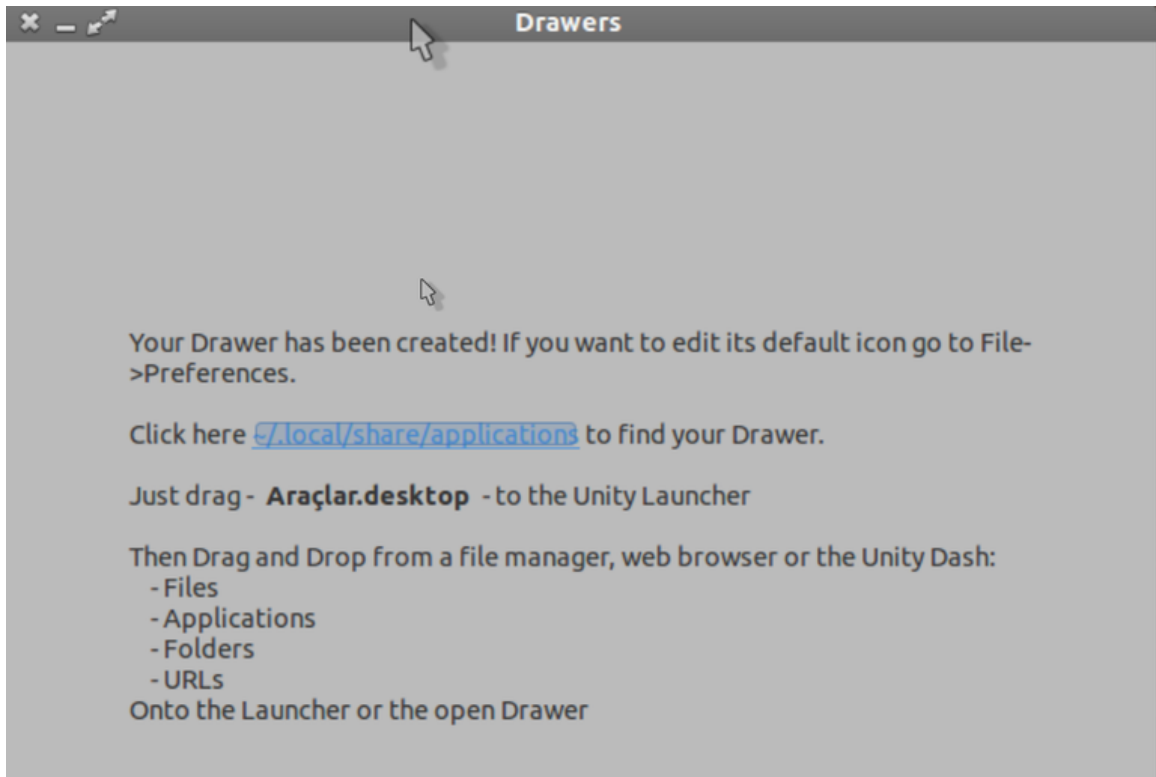 Drawers
Your Drawer has been created! If you want to edit its default icon go to File-
>Preferences.
Click here ~/.local/share/applications to find your Drawer.
Just drag - Araçlar.desktop - to the Unity Launcher
Then Drag and Drop from a file manager, web browser or the Unity Dash:
- Files
- Applications
- Folders
- URLs
Onto the Launcher or the open Drawer